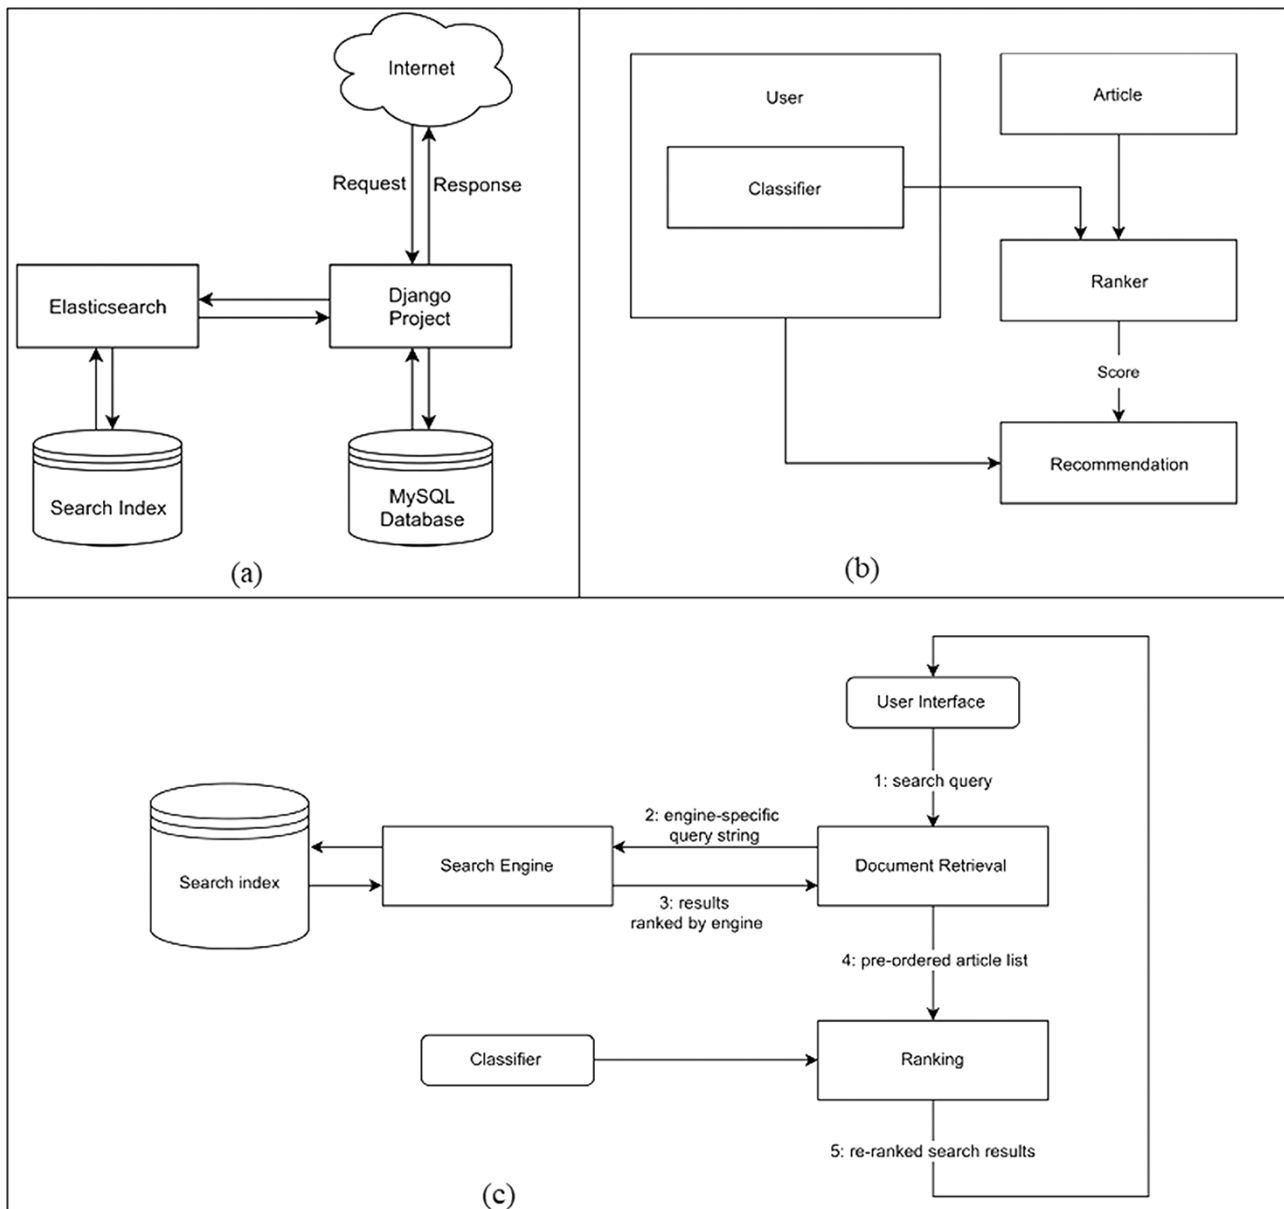 Internet
Request
Response
Elasticsearch
Django
Project
Search Index
MySQL
Database
(a)
User
Classifier
Article
Ranker
Score
Recommendation
(b)
User Interface
1: search query
2: engine-specific
query string
Search index
Search Engine
Document Retrieval
3: results
ranked by engine
4: pre-ordered article list
Classifier
Ranking
5: re-ranked search results
(c)